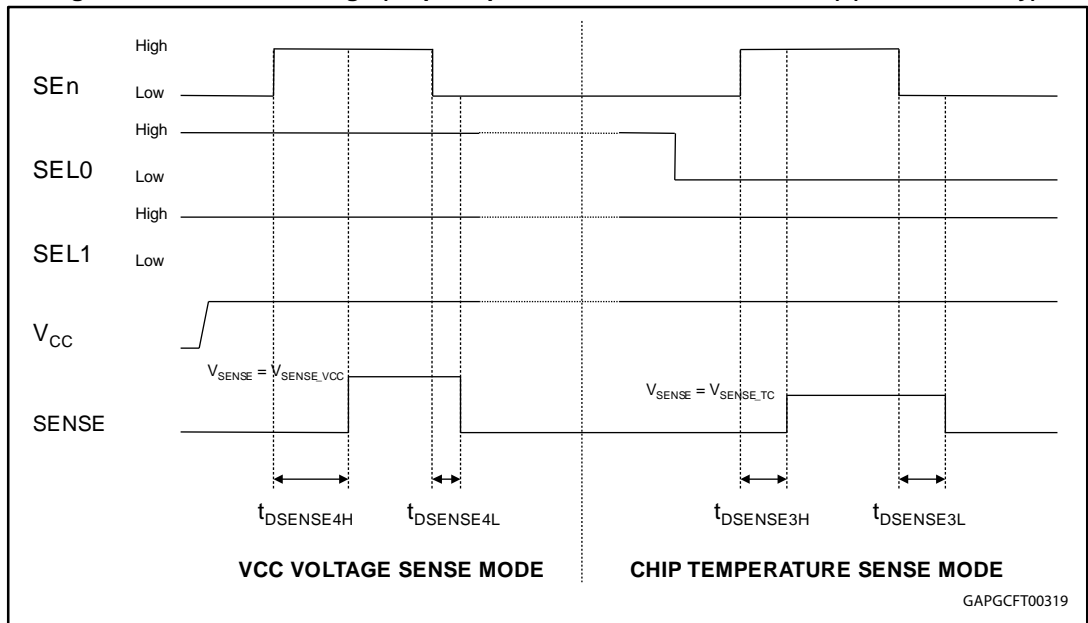 High
SEn
Low
High
SEL0
Low
High
SEL1
Low
VCC
VSENSE = VSENSE_VCC
VSENSE = VSENSE_TC
SENSE
tDSENSE4H tDSENSE4L tDSENSE3H tDSENSE3L
VCC VOLTAGE SENSE MODE CHIP TEMPERATURE SENSE MODE
GAPGCFT00319